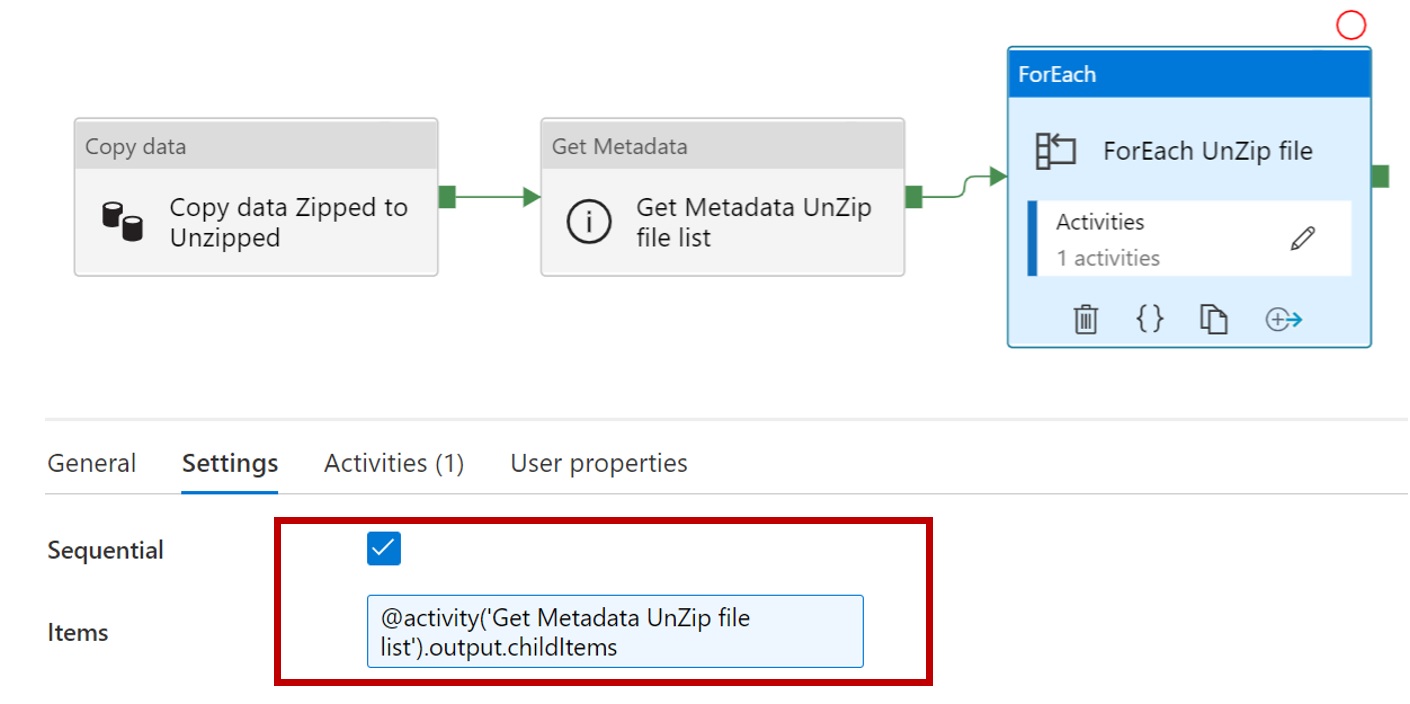 ForEach
Copy data
Get Metadata
ForEach UnZip file
Copy data Zipped to
Unzipped
Get Metadata UnZip
file list
Activities
1 activities
General
Settings
Activities (1)
User properties
Sequential
Items
@activity('Get Metadata UnZip file
list').output.childItems